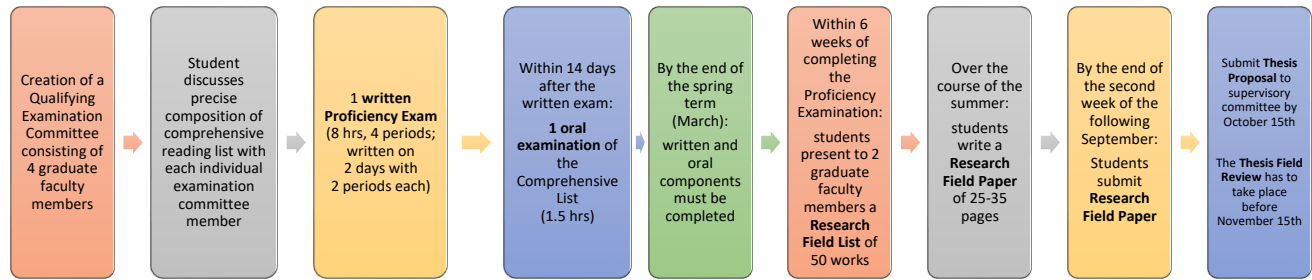 Creation of a
Qualifying
Examination
Committee
consisting of
4 graduate
faculty
members
Student
discusses
precise
composition of
comprehensive
reading list with
each individual
examination
committee
member
1 written
Proficiency Exam
(8 hrs, 4 periods;
written on
2 days with
2 periods each)
Within 14 days
after the
written exam:
1 oral
examination of
the
Comprehensive
List
(1.5 hrs)
By the end of
the spring
term
(March):
written and
oral
components
must be
completed
Within 6
weeks of
completing
the
Proficiency
Examination:
students
present to 2
graduate
faculty
members a
Research
Field List of
50 works
Over the
course of the
summer:
students
write a
Research
Field Paper
of 25-35
pages
By the end of
the second
week of the
following
September:
Students
submit
Research
Field Paper
Submit Thesis
Proposal to
supervisory
committee by
October 15th
The Thesis Field
Review has to
take place
before
November 15th